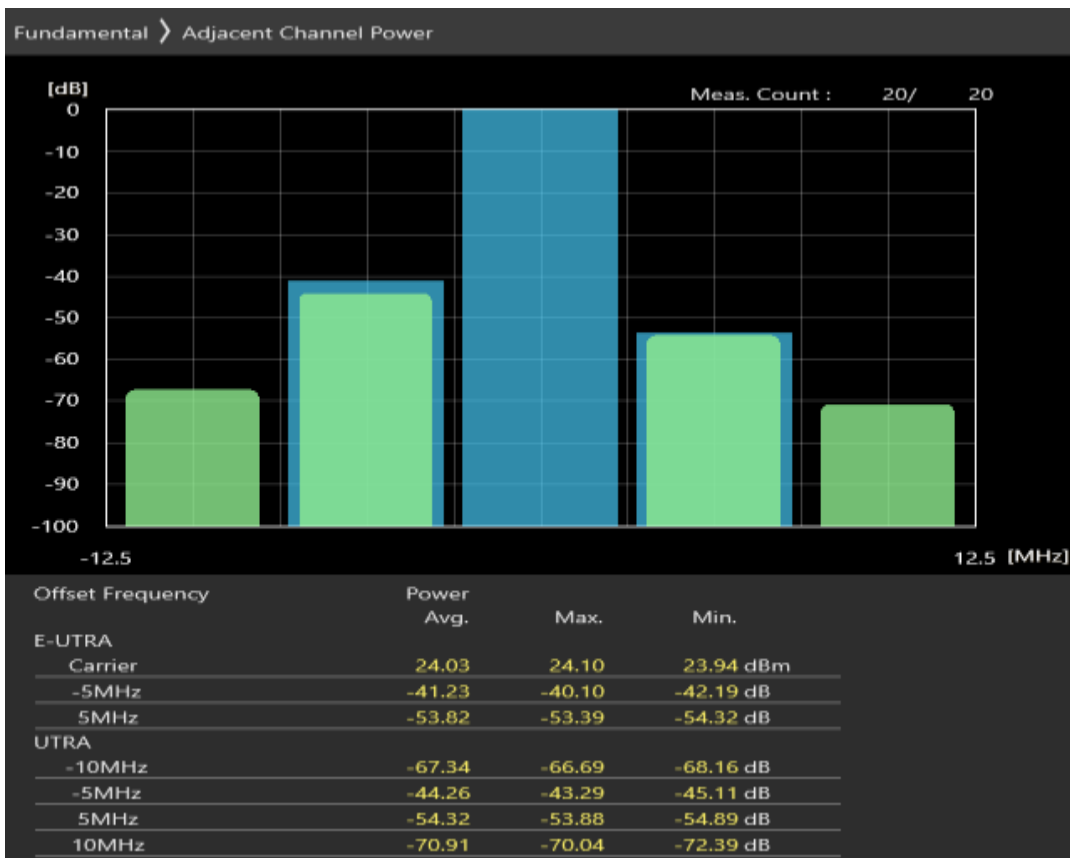 Fundamental ❯ Adjacent Channel Power
[dB]
Meas. Count : 20/ 20
0
-10
-20
-30
-40
-50
-60
-70
-80
-90
-100
-12.5 12.5 [MHz]
Offset Frequency Power
Avg. Max. Min.
E-UTRA
Carrier 24.03 24.10 23.94 dBm
-5MHz -41.23 -40.10 -42.19 dB
5MHz -53.82 -53.39 -54.32 dB
UTRA
-10MHz -67.34 -66.69 -68.16 dB
-5MHz -44.26 -43.29 -45.11 dB
5MHz -54.32 -53.88 -54.89 dB
10MHz -70.91 -70.04 -72.39 dB